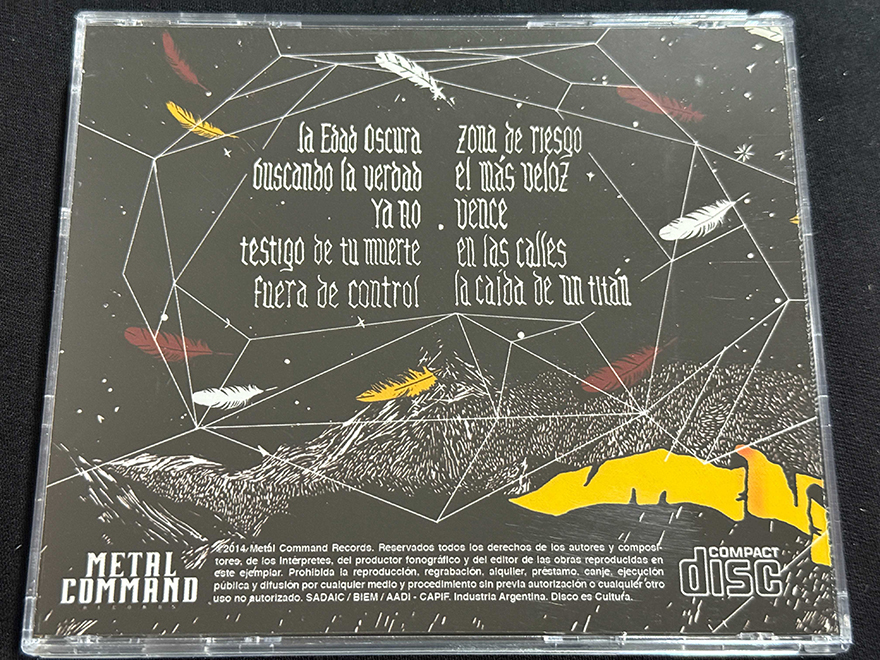 la Edad Oscura
buscando la verdad
ya no
testigo de tu muerte
fuera de control
zona de riesgo
el más veloz
vence
en las calles
la caída de un titán
METAL
COMMAND
RECORDS
℗2014 Metal Command Records. Reservados todos los derechos de los autores y composi-
tores, de los Intérpretes, del productor fonográfico y del editor de las obras reproducidas en
este ejemplar. Prohibida la reproducción, regrabación, alquiler, préstamo, canje, ejecución
pública y difusión por cualquier medio y procedimiento sin previa autorización o cualquier otro
uso no autorizado. SADAIC / BIEM / AADI - CAPIF. Industria Argentina. Disco es Cultura.
COMPACT
disc